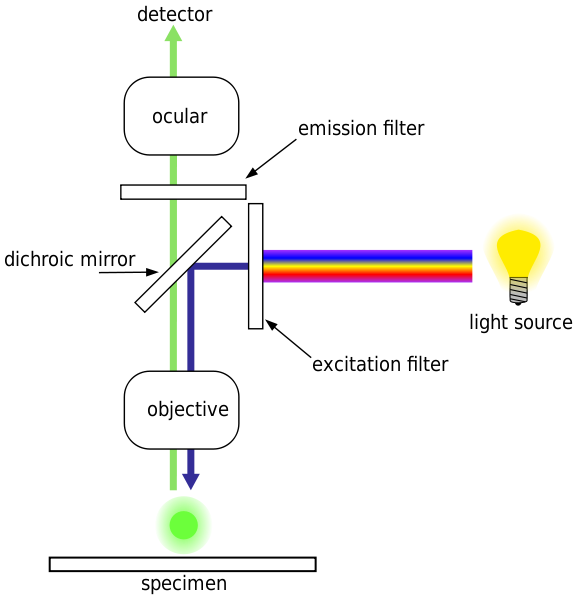 detector
ocular
emission filter
dichroic mirror
light source
excitation filter
objective
specimen